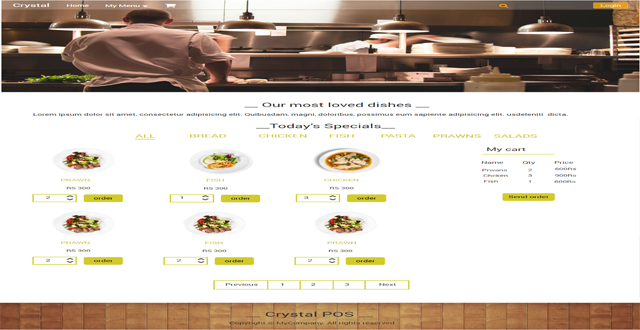 Crystal Home My Menu Login
__ Our most loved dishes __
Lorem ipsum dolor sit amet, consectetur adipisicing elit. Quibusdam, magni, doloribus, possimus eum sapiente adipisicing elit. usdelentiti .dicta.
__Today's Specials__
ALL BREAD CHICKEN FISH PASTA PRAWNS SALADS
My cart
Name Qty Price
Prwans 2 600Rs
Chicken 3 900Rs
Fish 1 600Rs
Send order
PRAWN FISH CHICKEN
RS 300 RS 300 RS 300
2 order 1 order 3 order
PRAWN FISH PRAWN
RS 300 RS 300 RS 300
2 order 2 order 2 order
Previous 1 2 3 Next
Crystal POS
Copyright © MyCompany. All rights reserved